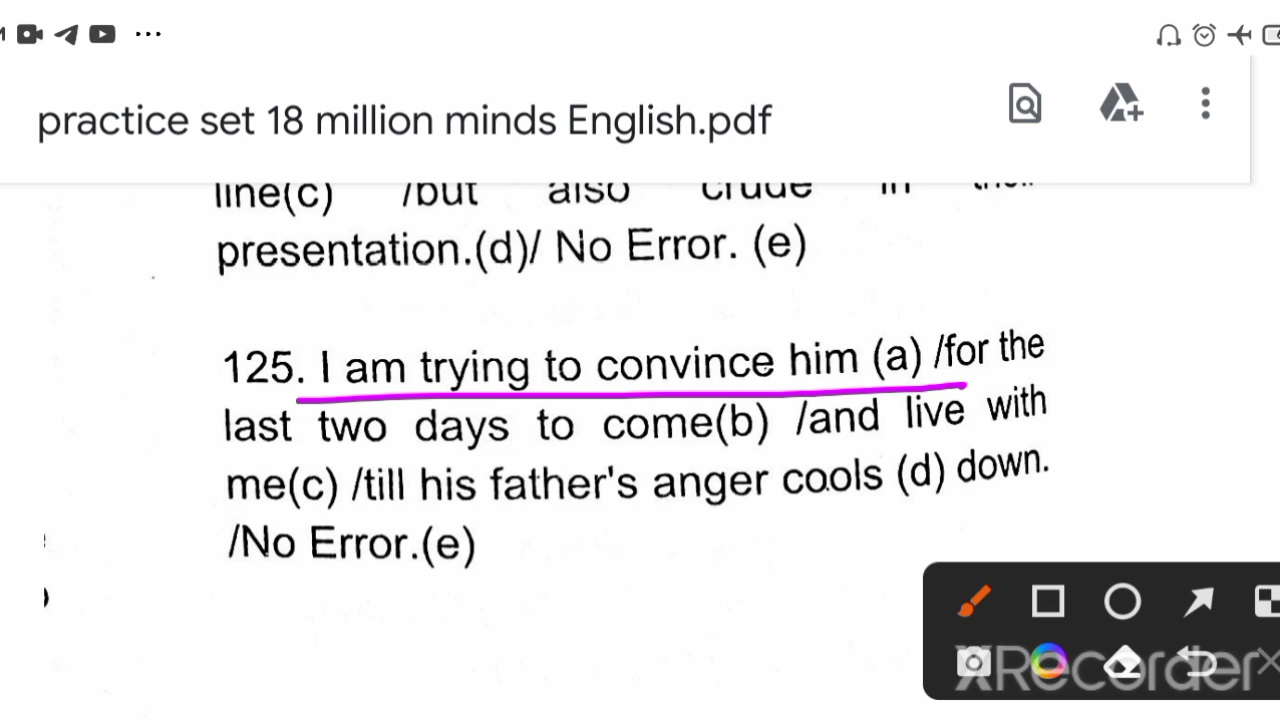 practice set 18 million minds English.pdf
line(c) /but also crude in their
presentation.(d)/ No Error. (e)
125. I am trying to convince him (a) /for the
last two days to come(b) /and live with
me(c) /till his father's anger cools (d) down.
/No Error.(e)
XRecorder